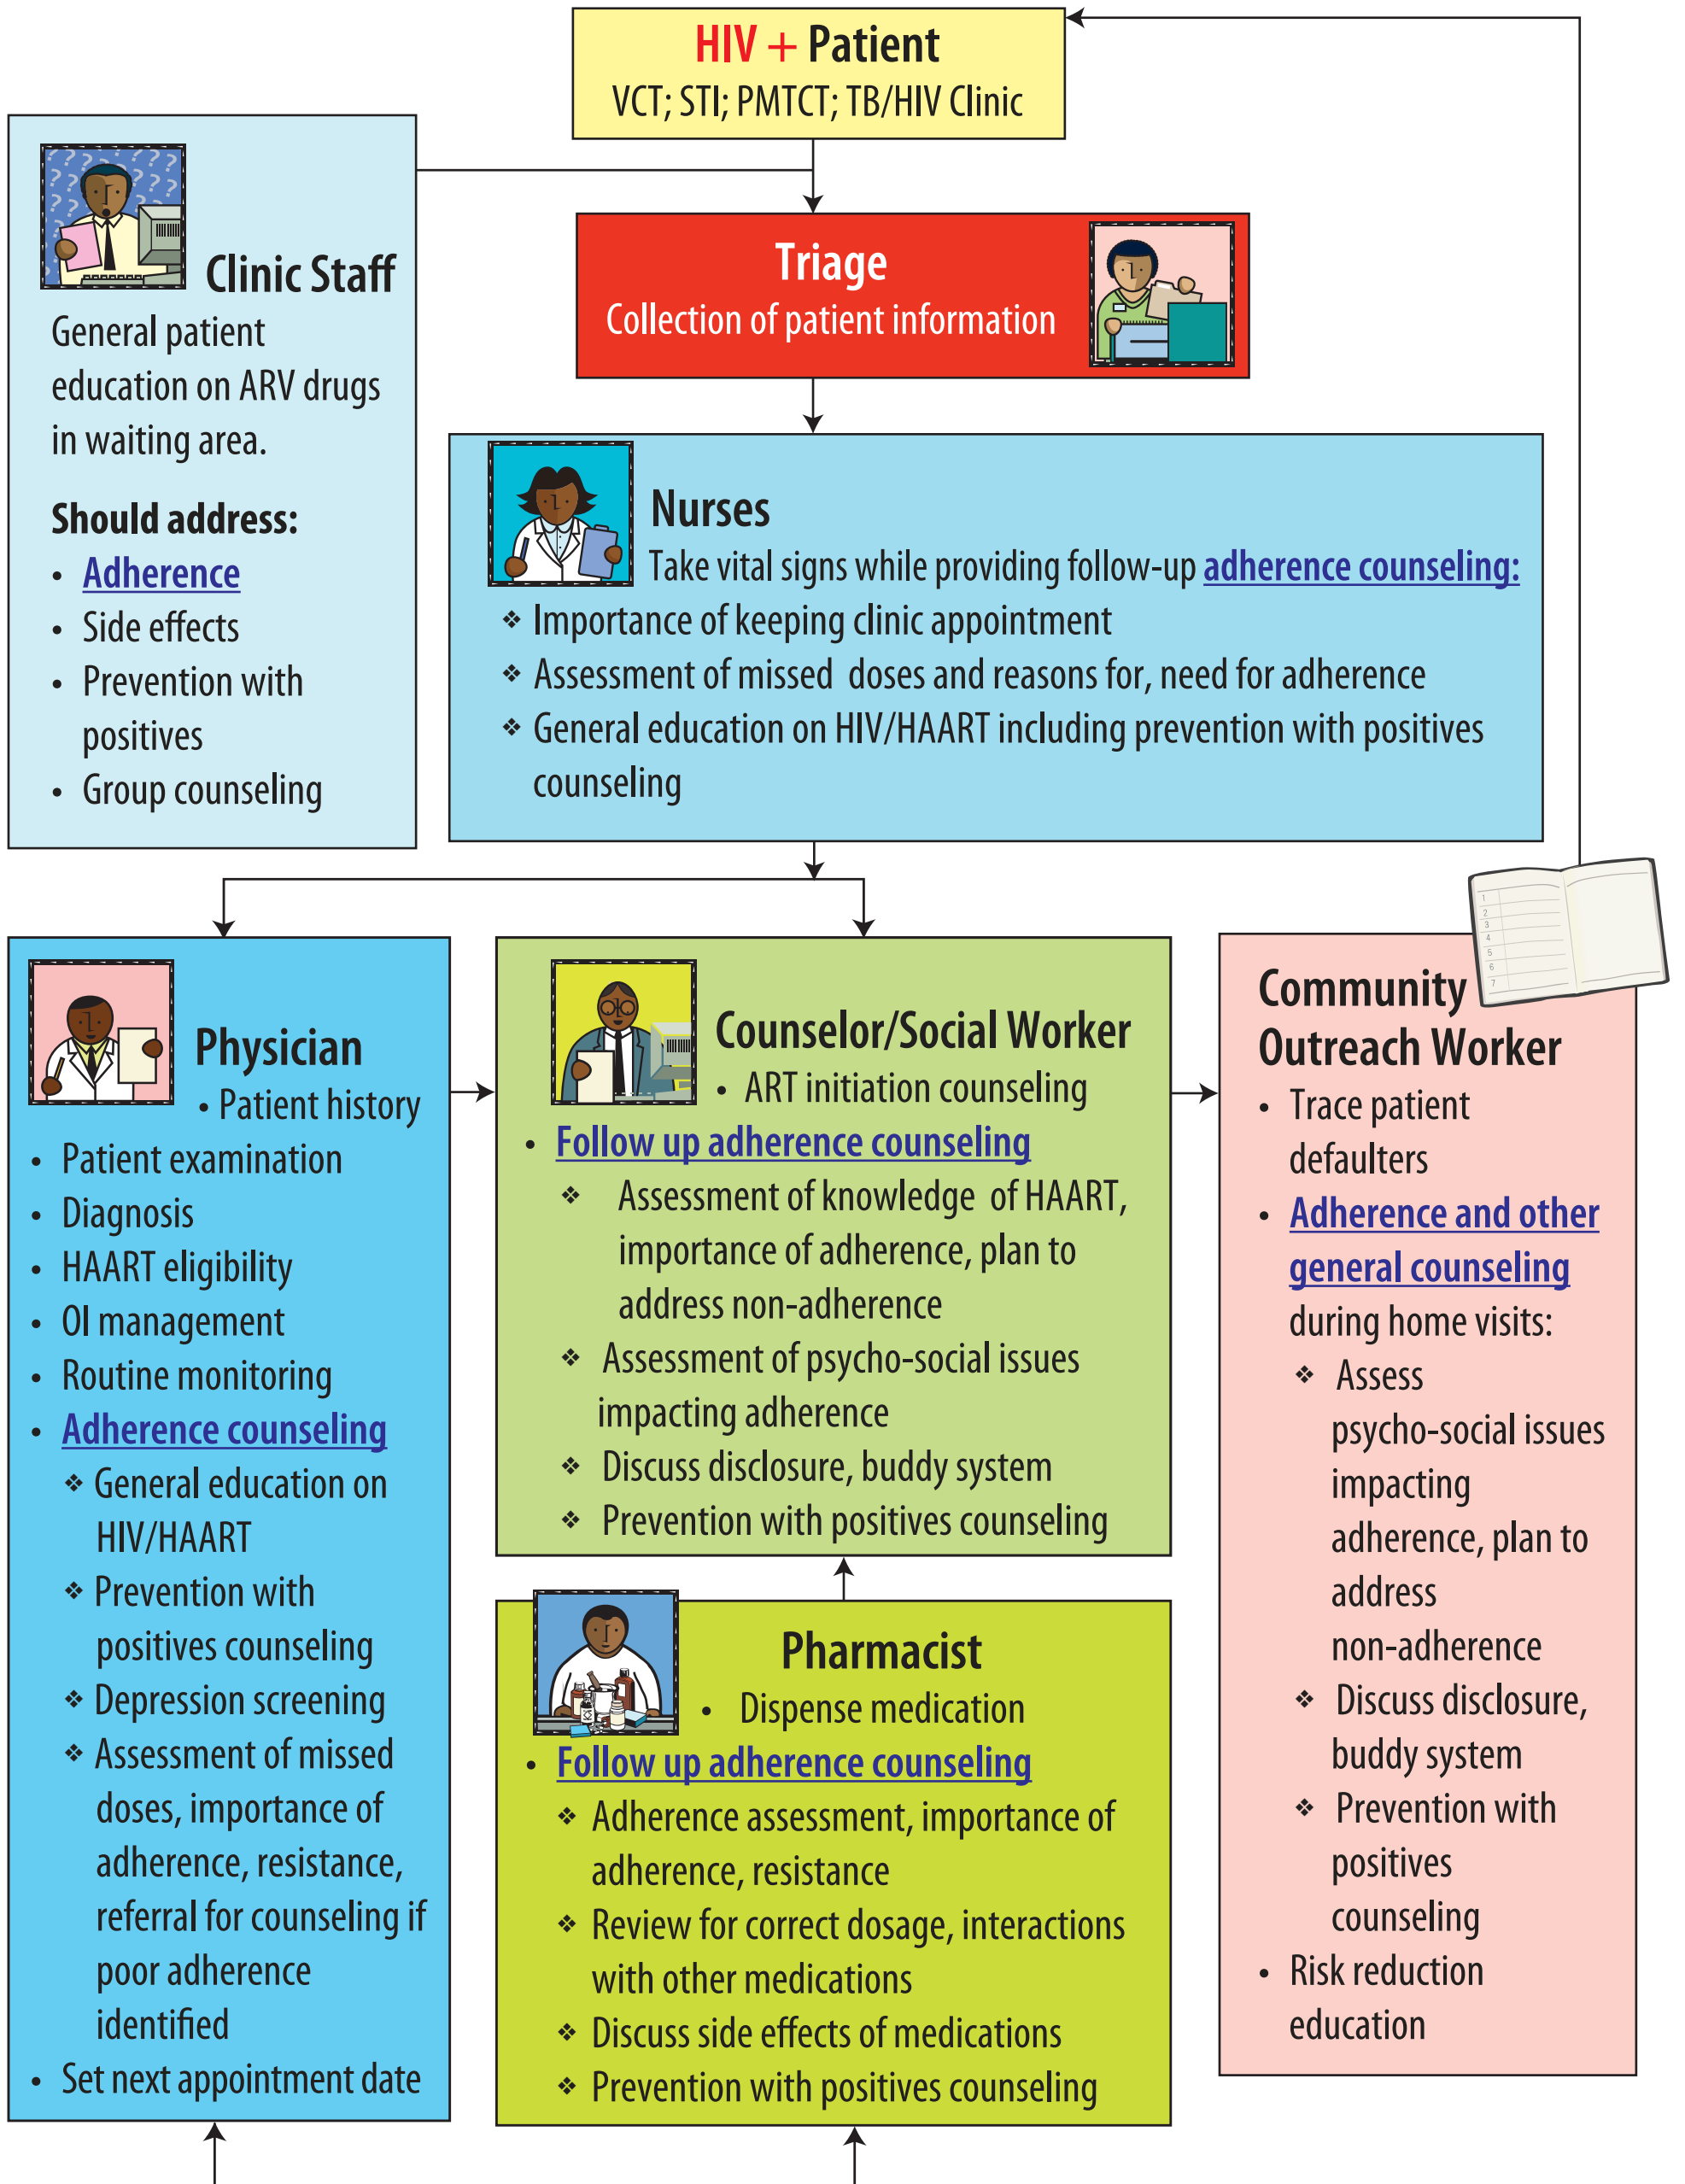 HIV + Patient
VCT; STI; PMTCT; TB/HIV Clinic
Clinic Staff
General patient
education on ARV drugs
in waiting area.
Should address:
• Adherence
• Side effects
• Prevention with
positives
• Group counseling
Triage
Collection of patient information
Nurses
Take vital signs while providing follow-up adherence counseling:
❖ Importance of keeping clinic appointment
❖ Assessment of missed doses and reasons for, need for adherence
❖ General education on HIV/HAART including prevention with positives
counseling
Physician
• Patient history
• Patient examination
• Diagnosis
• HAART eligibility
• OI management
• Routine monitoring
• Adherence counseling
❖ General education on
HIV/HAART
❖ Prevention with
positives counseling
❖ Depression screening
❖ Assessment of missed
doses, importance of
adherence, resistance,
referral for counseling if
poor adherence
identified
• Set next appointment date
Counselor/Social Worker
• ART initiation counseling
• Follow up adherence counseling
❖ Assessment of knowledge of HAART,
importance of adherence, plan to
address non-adherence
❖ Assessment of psycho-social issues
impacting adherence
❖ Discuss disclosure, buddy system
❖ Prevention with positives counseling
Pharmacist
• Dispense medication
• Follow up adherence counseling
❖ Adherence assessment, importance of
adherence, resistance
❖ Review for correct dosage, interactions
with other medications
❖ Discuss side effects of medications
❖ Prevention with positives counseling
1
2
3
4
5
6
7
Community
Outreach Worker
• Trace patient
defaulters
• Adherence and other
general counseling
during home visits:
❖ Assess
psycho-social issues
impacting
adherence, plan to
address
non-adherence
❖ Discuss disclosure,
buddy system
❖ Prevention with
positives
counseling
• Risk reduction
education